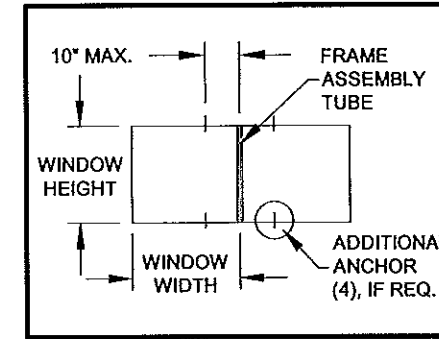 10" MAX.
FRAME
ASSEMBLY
TUBE
WINDOW
HEIGHT
WINDOW
WIDTH
ADDITIONA
ANCHOR
(4), IF REQ.